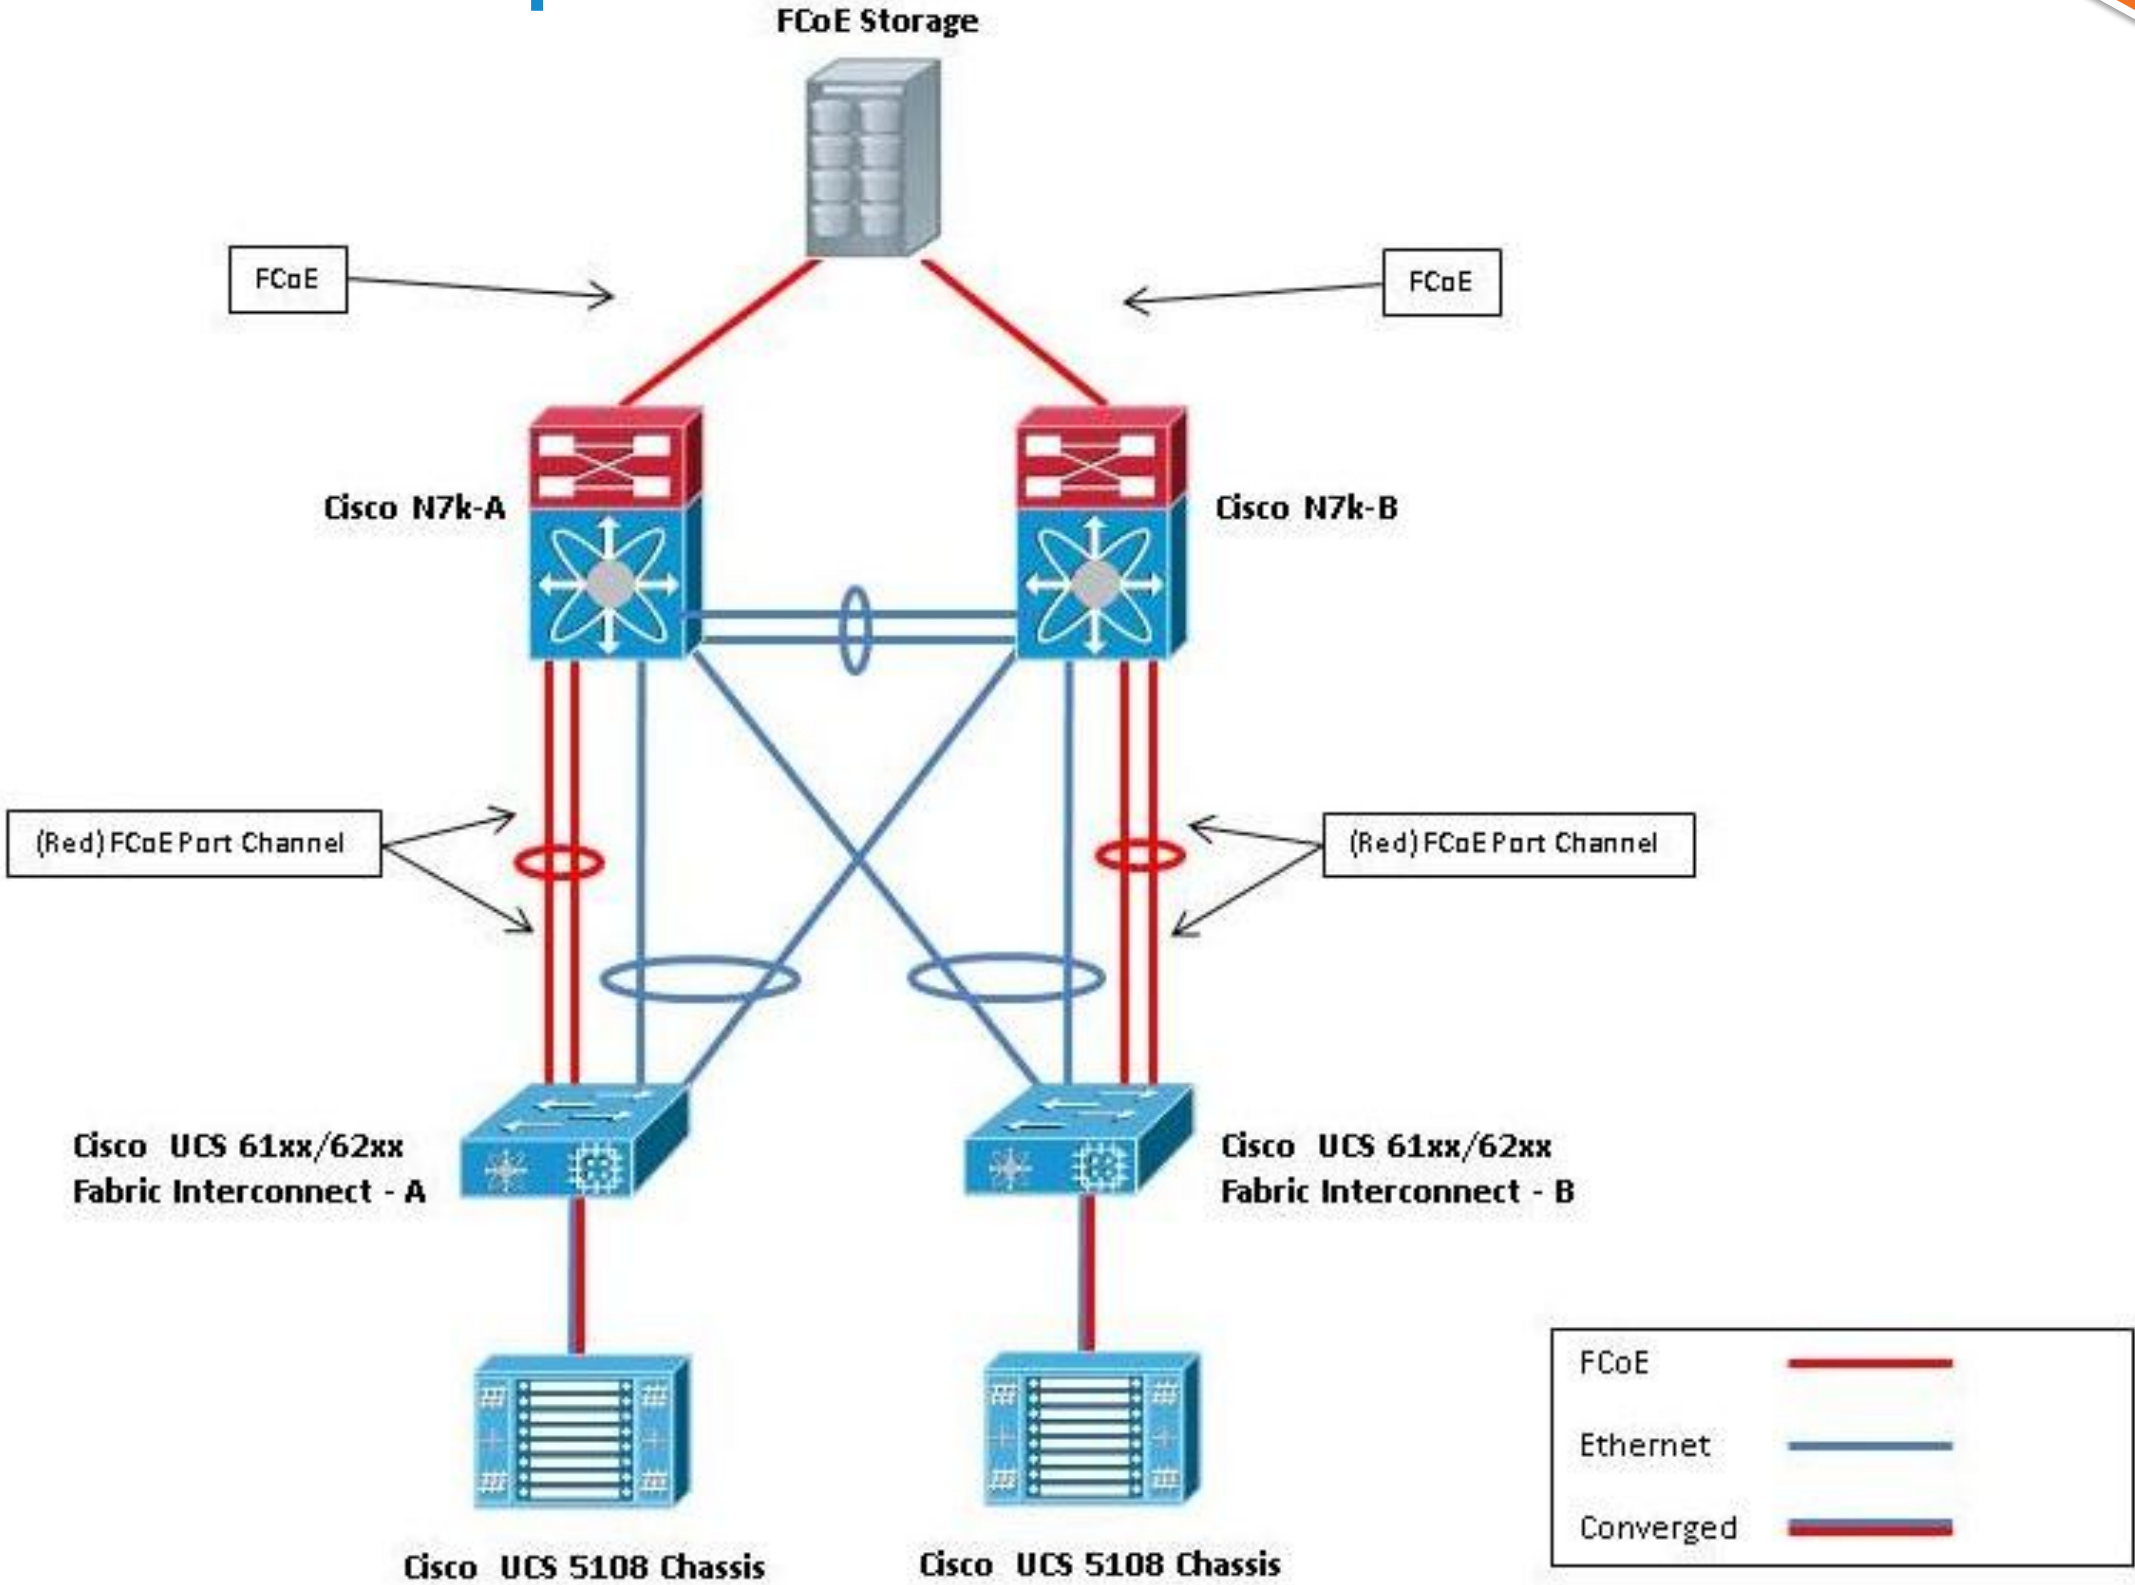 FCoE Storage
FCoE
FCoE
Cisco N7k-A
Cisco N7k-B
(Red) FCoE Port Channel
(Red) FCoE Port Channel
Cisco UCS 61xx/62xx
Fabric Interconnect - A
Cisco UCS 61xx/62xx
Fabric Interconnect - B
FCoE
Ethernet
Converged
Cisco UCS 5108 Chassis
Cisco UCS 5108 Chassis